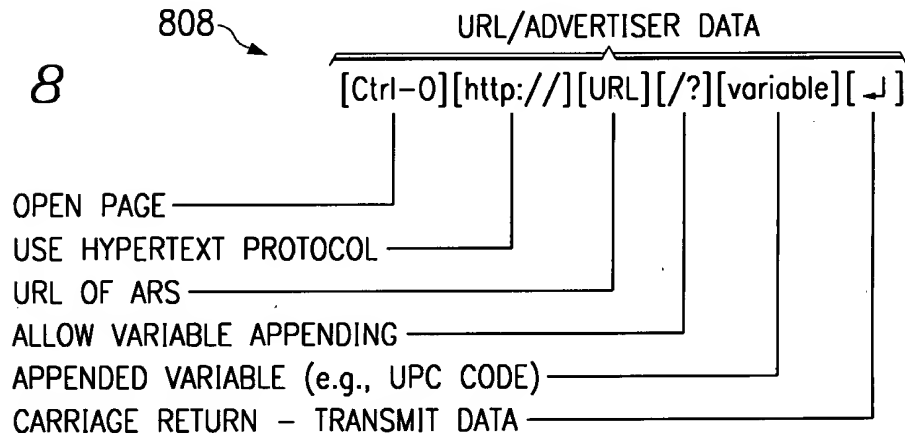 808
URL/ADVERTISER DATA
8
[Ctrl-O][http://][URL][/?][variable][↵]
OPEN PAGE
USE HYPERTEXT PROTOCOL
URL OF ARS
ALLOW VARIABLE APPENDING
APPENDED VARIABLE (e.g., UPC CODE)
CARRIAGE RETURN – TRANSMIT DATA